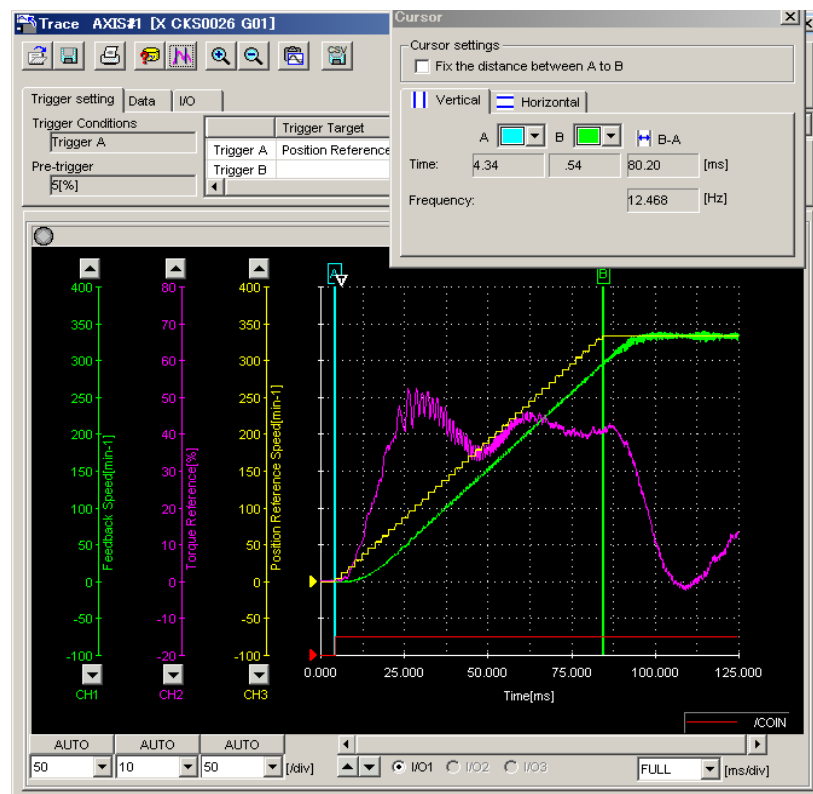 Trace AXIS#1 [X CKS0026 G01]
Cursor
Cursor settings
Fix the distance between A to B
Vertical
Horizontal
A
B
B-A
Time: 4.34 .54 80.20 [ms]
Frequency: 12.468 [Hz]
CSV
Trigger setting
Data
I/O
Trigger Conditions
Trigger A
Pre-trigger
5[%]
Trigger Target
Trigger A Position Reference
Trigger B
A
T
B
400
350
300
250
200
150
100
50
0
-50
-100
Feedback Speed[min-1]
CH1
80
70
60
50
40
30
20
10
0
-10
-20
Torque Reference[%]
CH2
400
350
300
250
200
150
100
50
0
-50
-100
Position Reference Speed[min-1]
CH3
0.000 25.000 50.000 75.000 100.000 125.000
Time[ms]
/COIN
AUTO AUTO AUTO
50 10 50 [/div]
I/O1 I/O2 I/O3
FULL [ms/div]